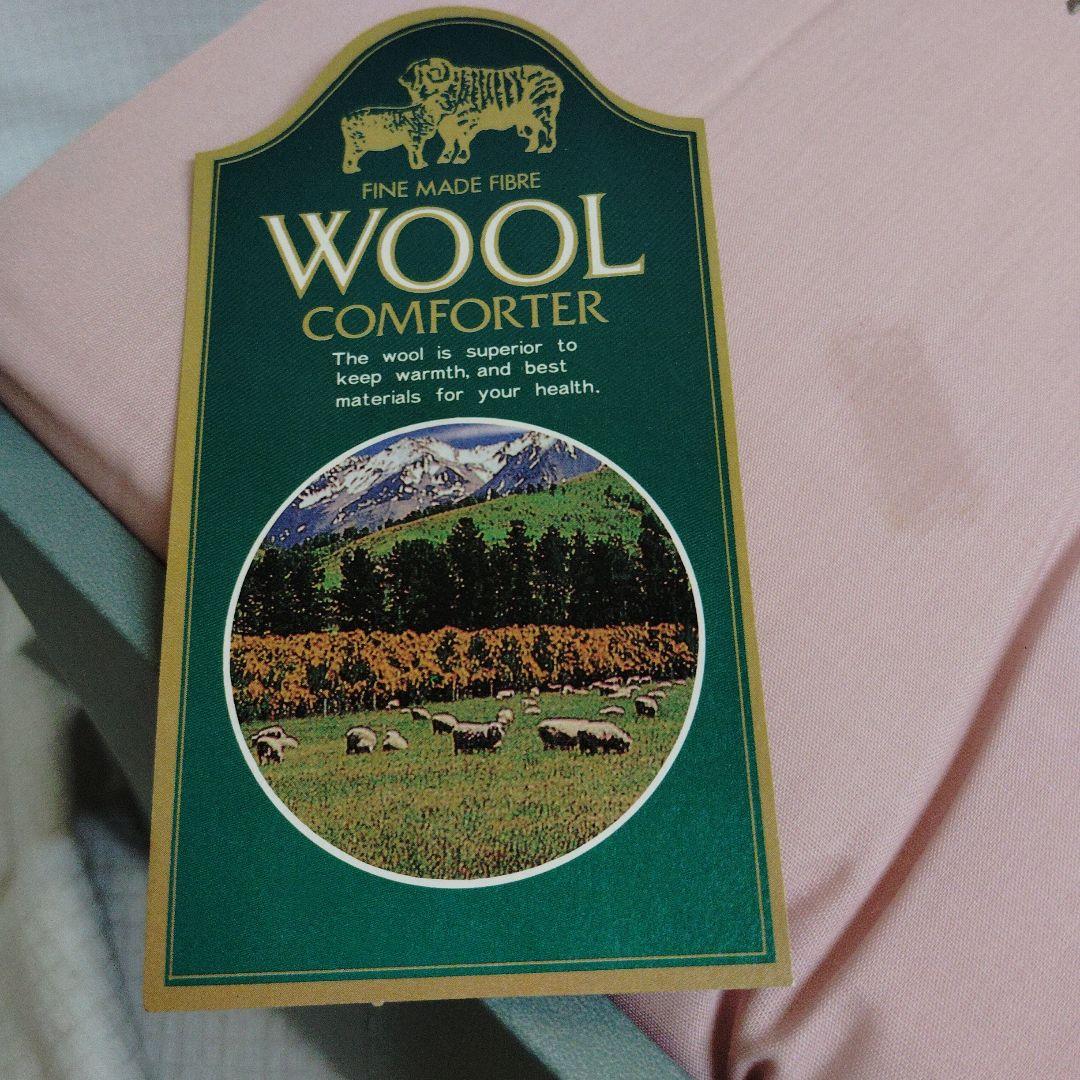 FINE MADE FIBRE
WOOL
COMFORTER
The wool is superior to
keep warmth, and best
materials for your health.